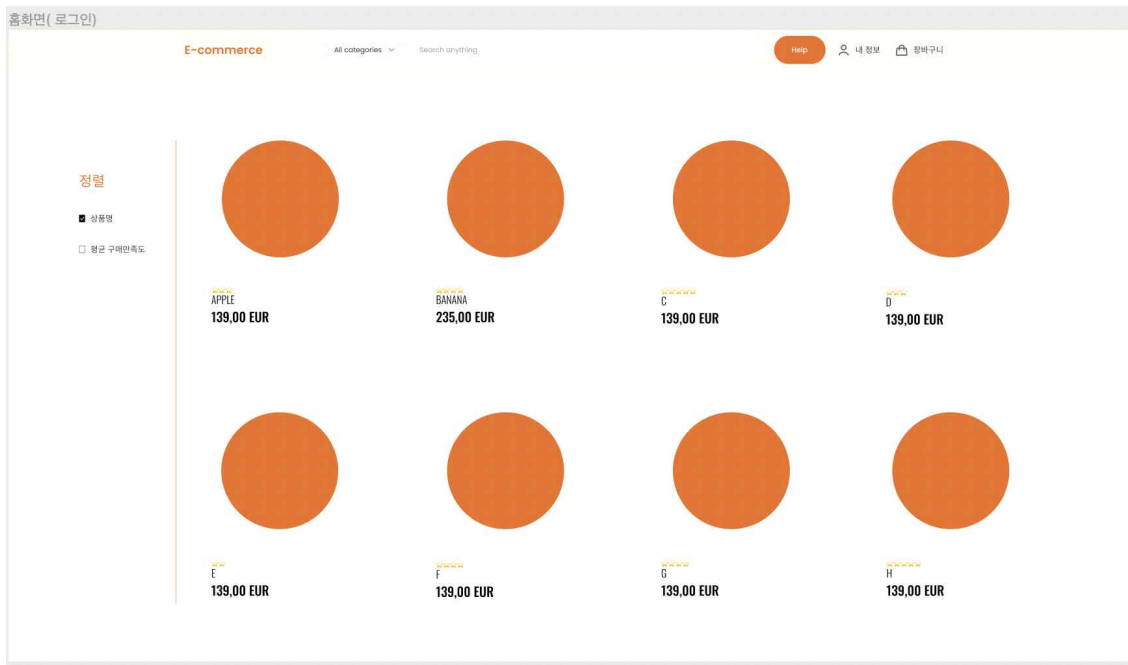 홈화면( 로그인)
E-commerce All categories Search anything Help 내 정보 장바구니
정렬
상품명
평균 구매만족도
APPLE BANANA C D
139,00 EUR 235,00 EUR 139,00 EUR 139,00 EUR
E F G H
139,00 EUR 139,00 EUR 139,00 EUR 139,00 EUR